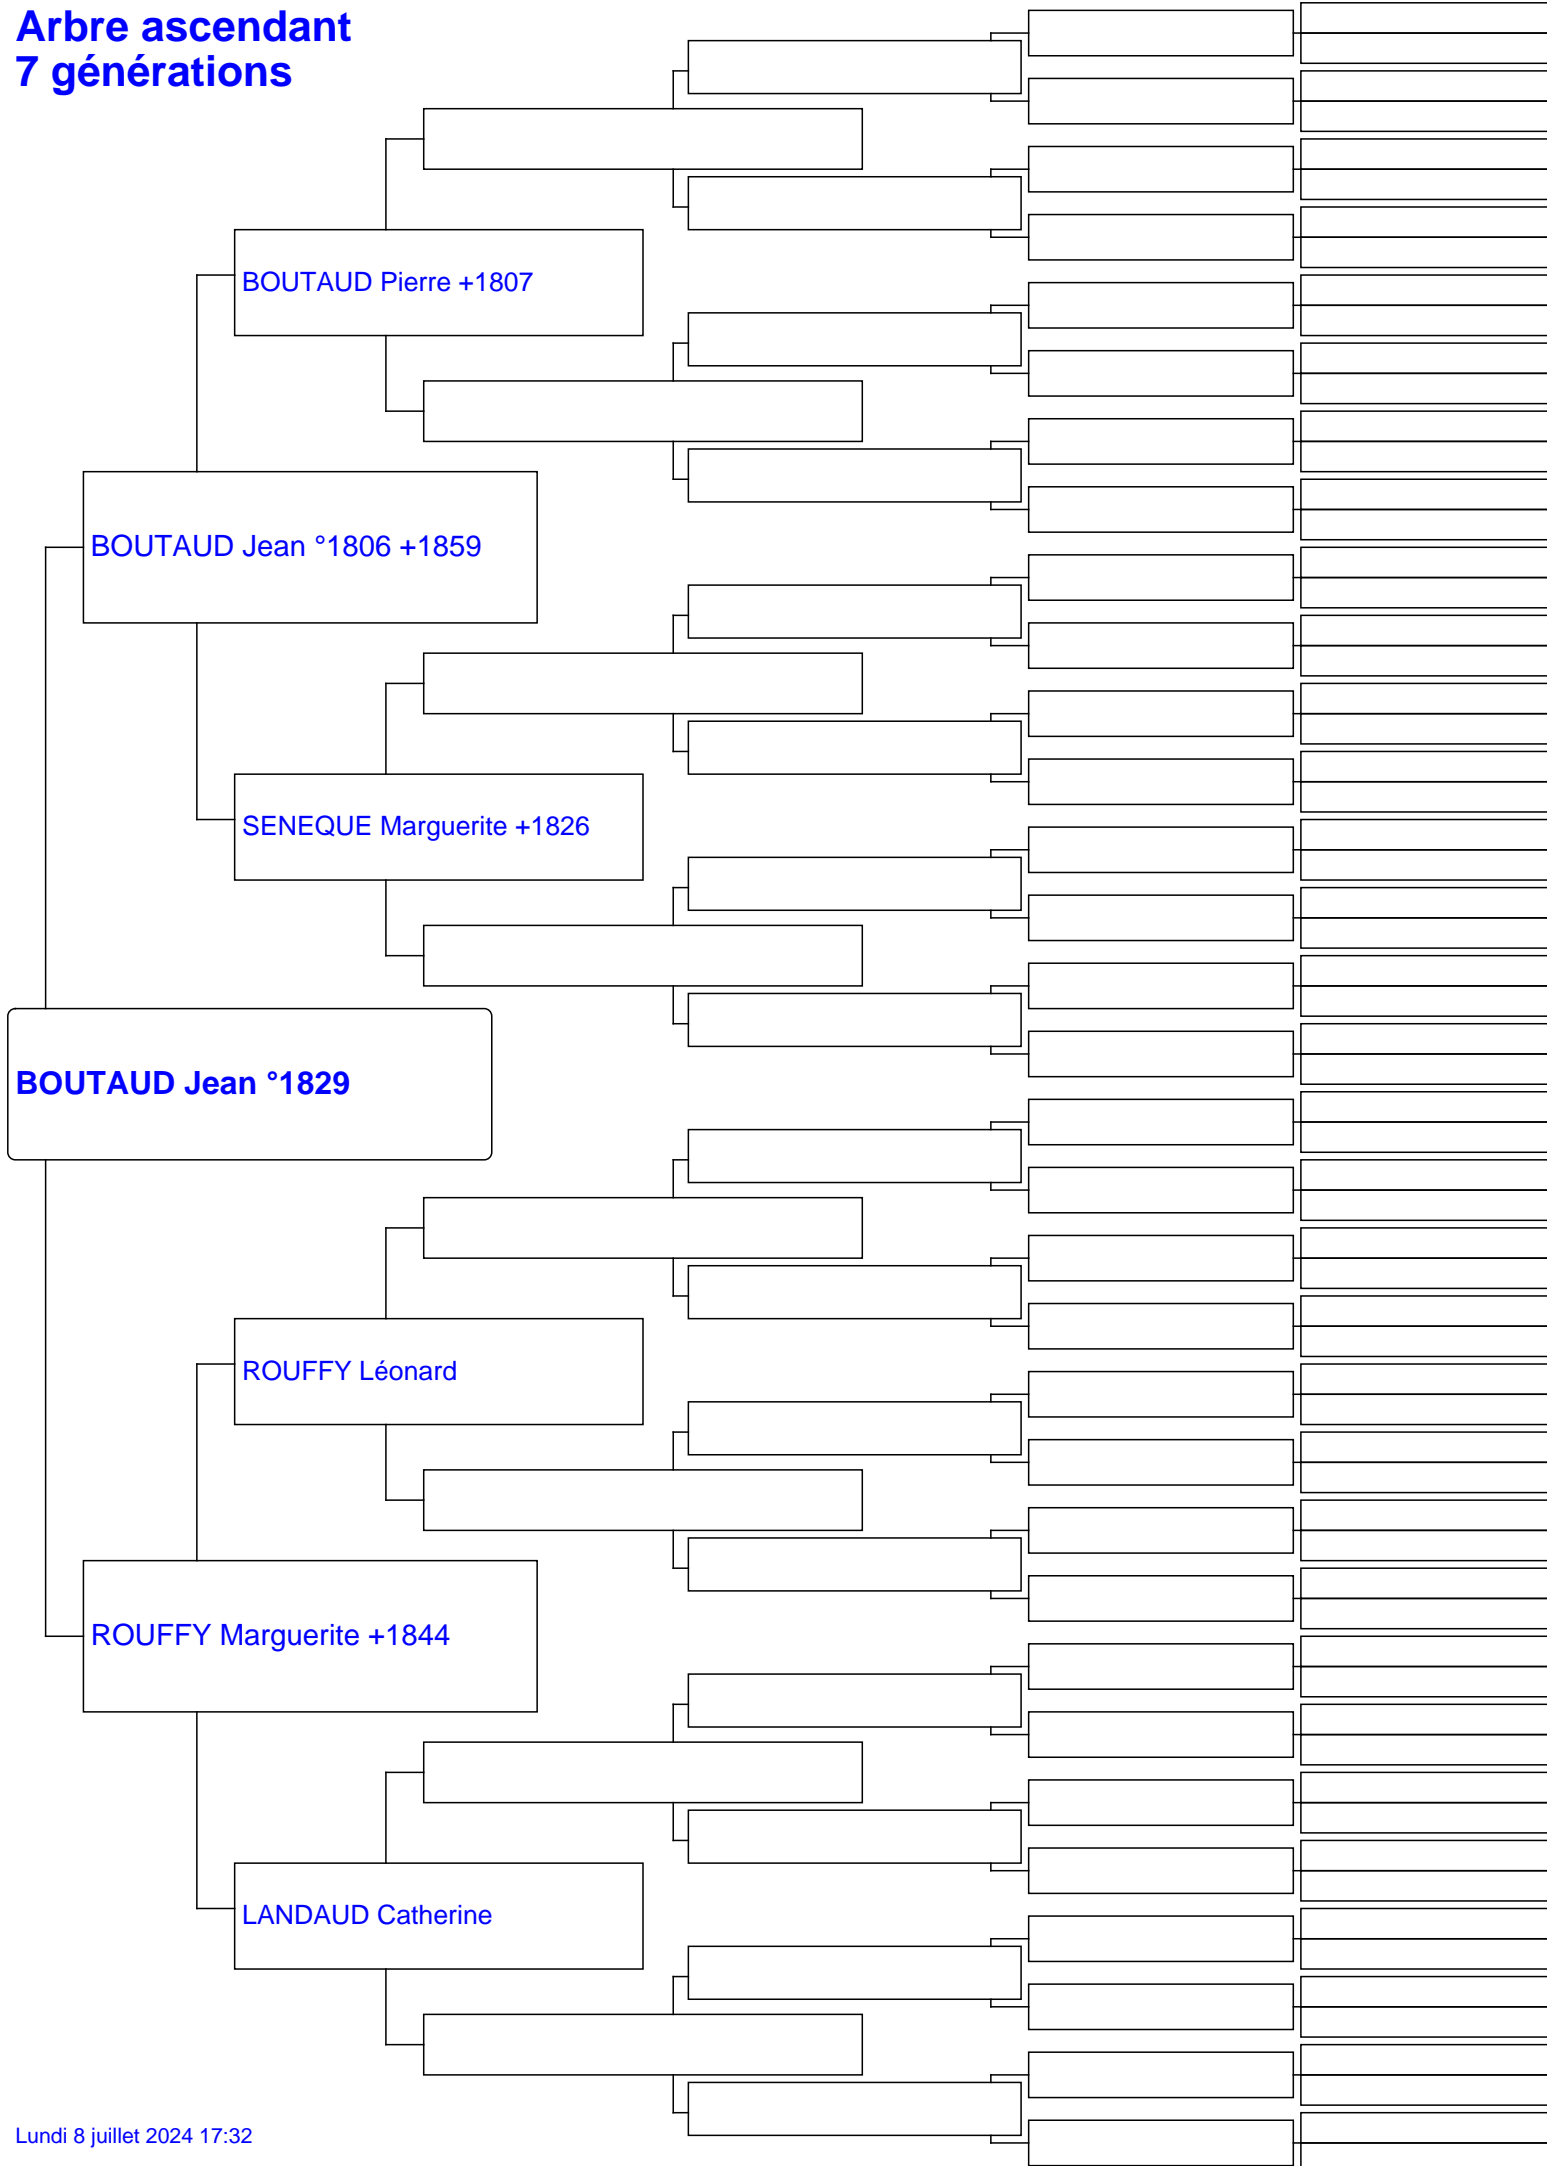 Arbre ascendant
7 générations
BOUTAUD Pierre +1807
BOUTAUD Jean °1806 +1859
SENEQUE Marguerite +1826
BOUTAUD Jean °1829
ROUFFY Léonard
ROUFFY Marguerite +1844
LANDAUD Catherine
Lundi 8 juillet 2024 17:32